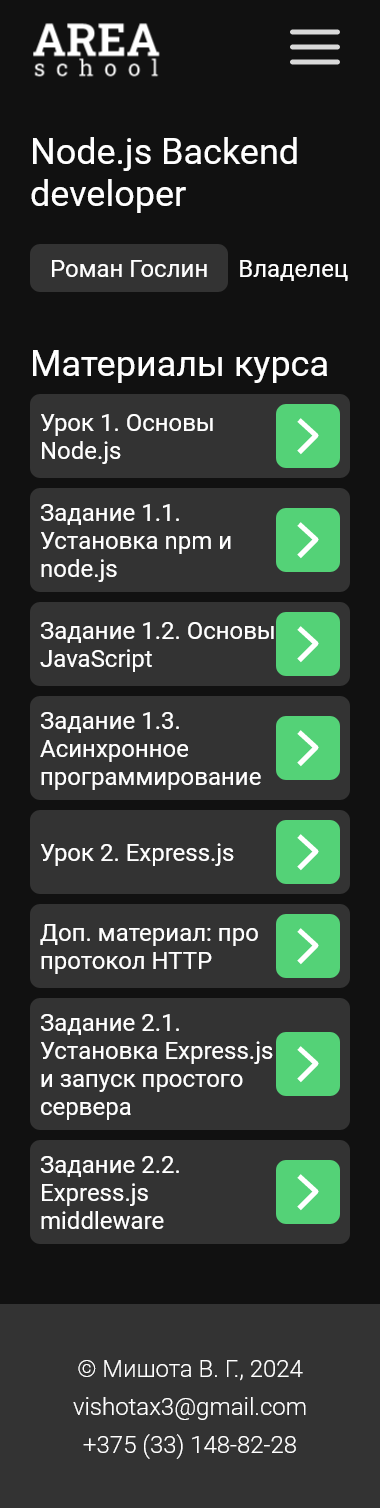 AREA
school
Node.js Backend
developer
Роман Гослин Владелец
Материалы курса
Урок 1. Основы
Node.js
Задание 1.1.
Установка npm и
node.js
Задание 1.2. Основы
JavaScript
Задание 1.3.
Асинхронное
программирование
Урок 2. Express.js
Доп. материал: про
протокол HTTP
Задание 2.1.
Установка Express.js
и запуск простого
сервера
Задание 2.2.
Express.js
middleware
© Мишота В. Г., 2024
vishotax3@gmail.com
+375 (33) 148-82-28